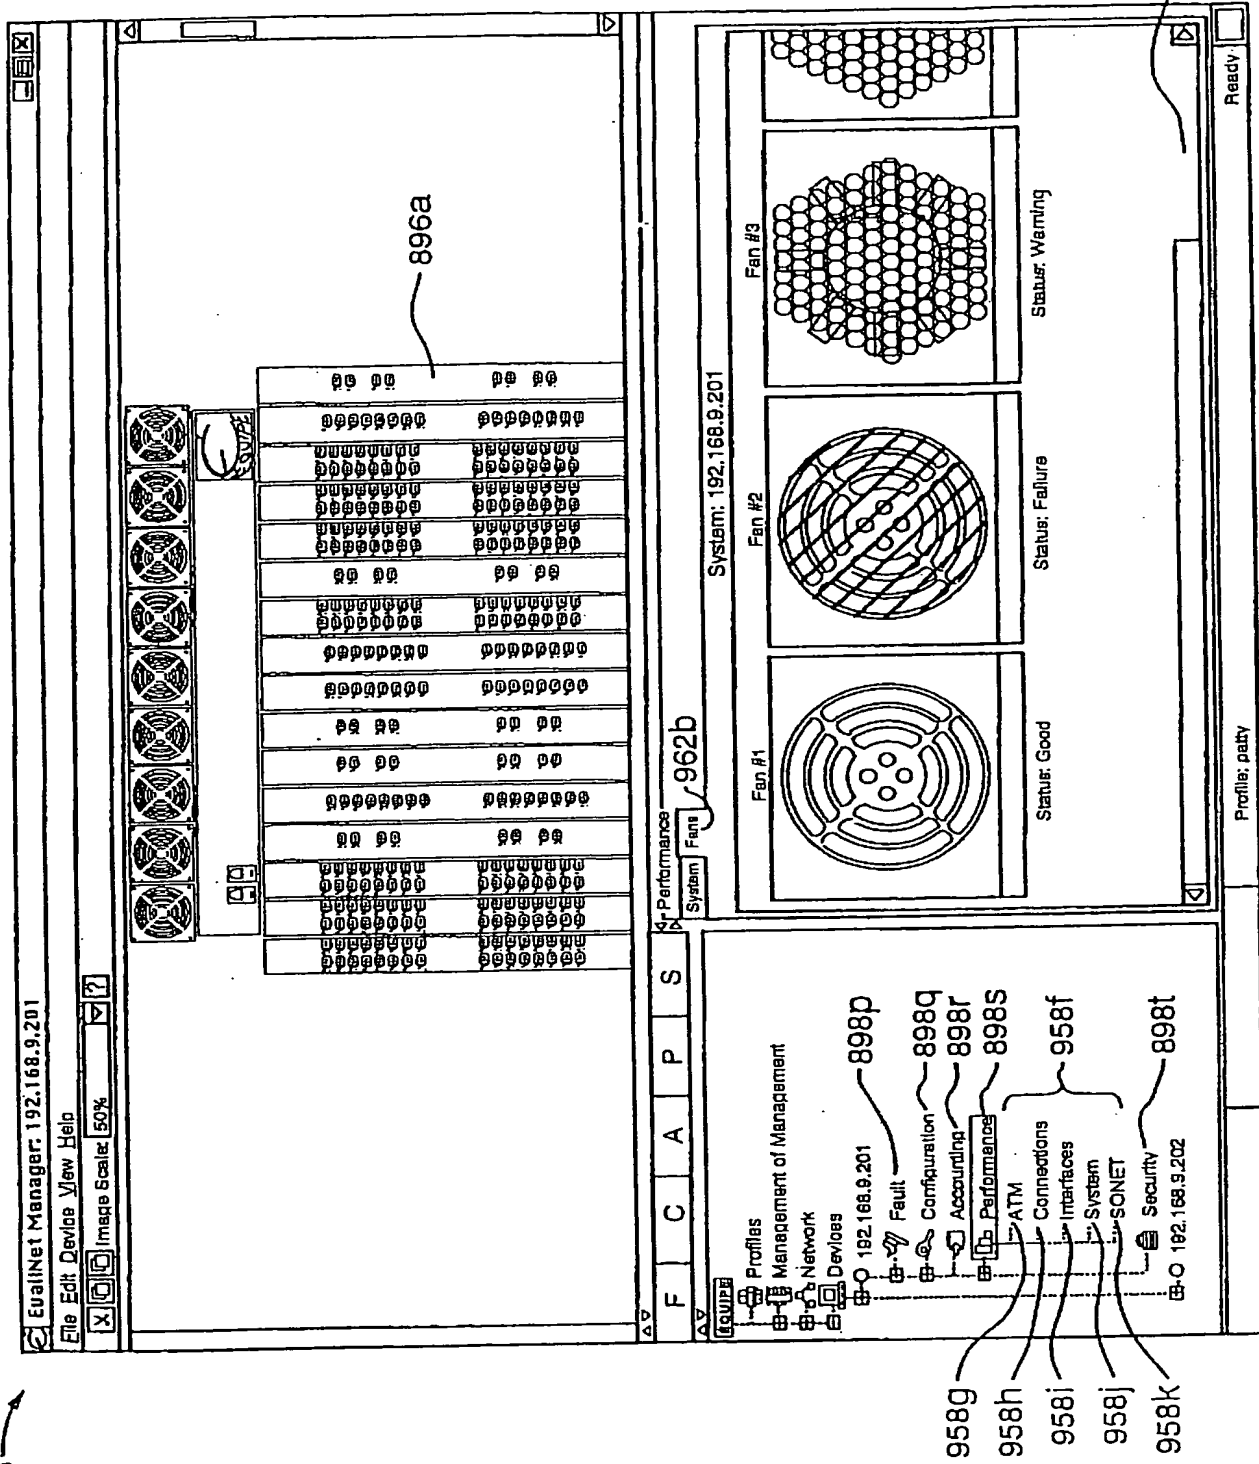 EualiNet Manager: 192.168.9.201
File Edit Device View Help
Image Scale: 50%
?
896a
F C A P S
EQUIPE
Profiles
Management of Management
Network
Devices
192.168.9.201
Fault
Configuration
Accounting
Performance
ATM
Connections
Interfaces
System
SONET
Security
192.168.9.202
898p
898q
898r
898s
958f
898t
958g
958h
958i
958j
958k
Performance
System Fans
962b
System: 192.168.9.201
Fan #1
Fan #2
Fan #3
Status: Good
Status: Failure
Status: Warning
Profile: patty
Ready